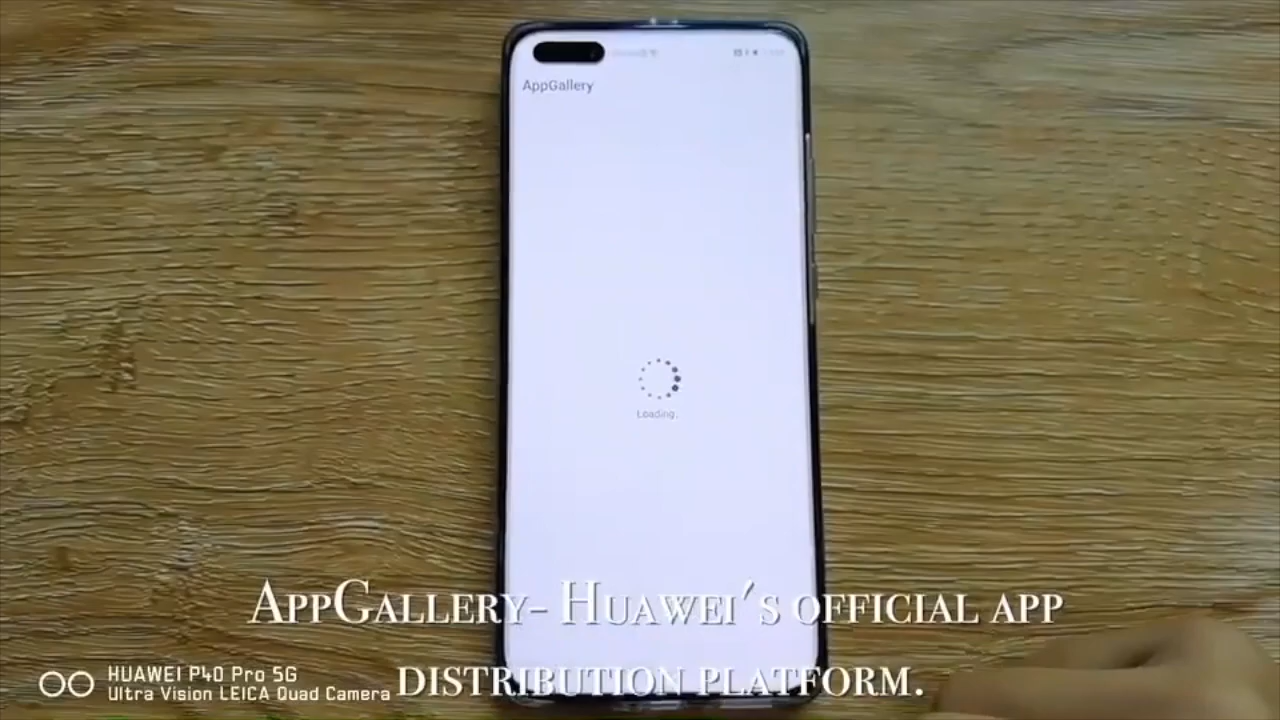 AppGallery
Loading.
AppGallery- Huawei's official app
distribution platform.
HUAWEI P40 Pro 5G
Ultra Vision LEICA Quad Camera